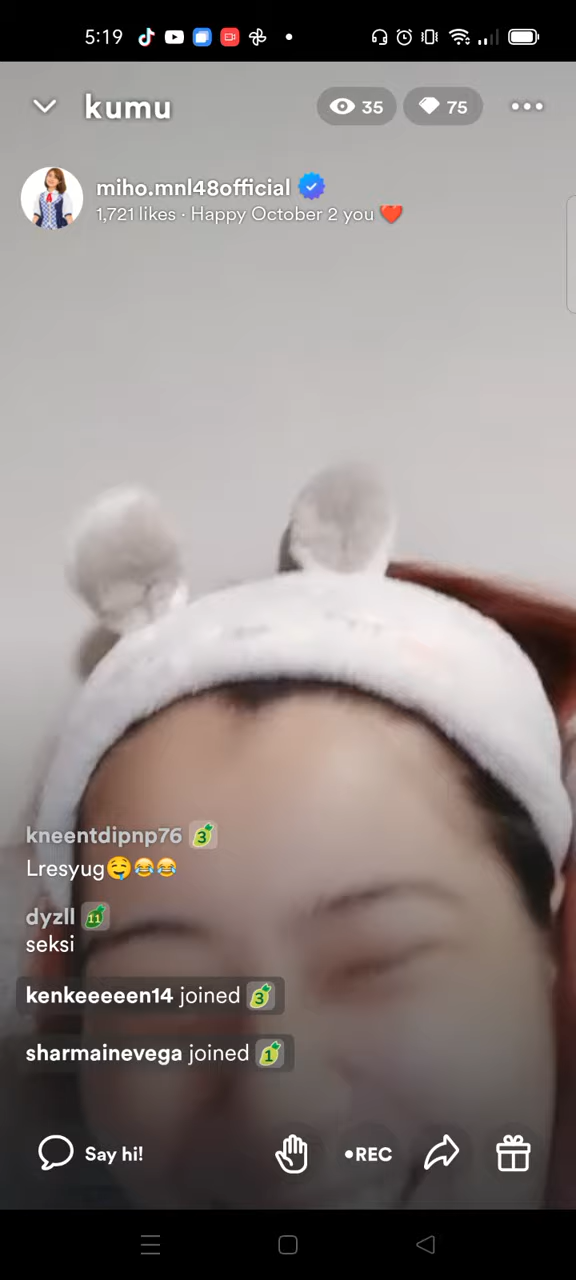 5:19
kumu
35
75
miho.mnl48official
1,721 likes · Happy October 2 you ❤️
kneentdipnp76 3
Lresyug🤤😂😂
dyzll 11
seksi
kenkeeeeen14 joined 3
sharmainevega joined 1
Say hi!
•REC